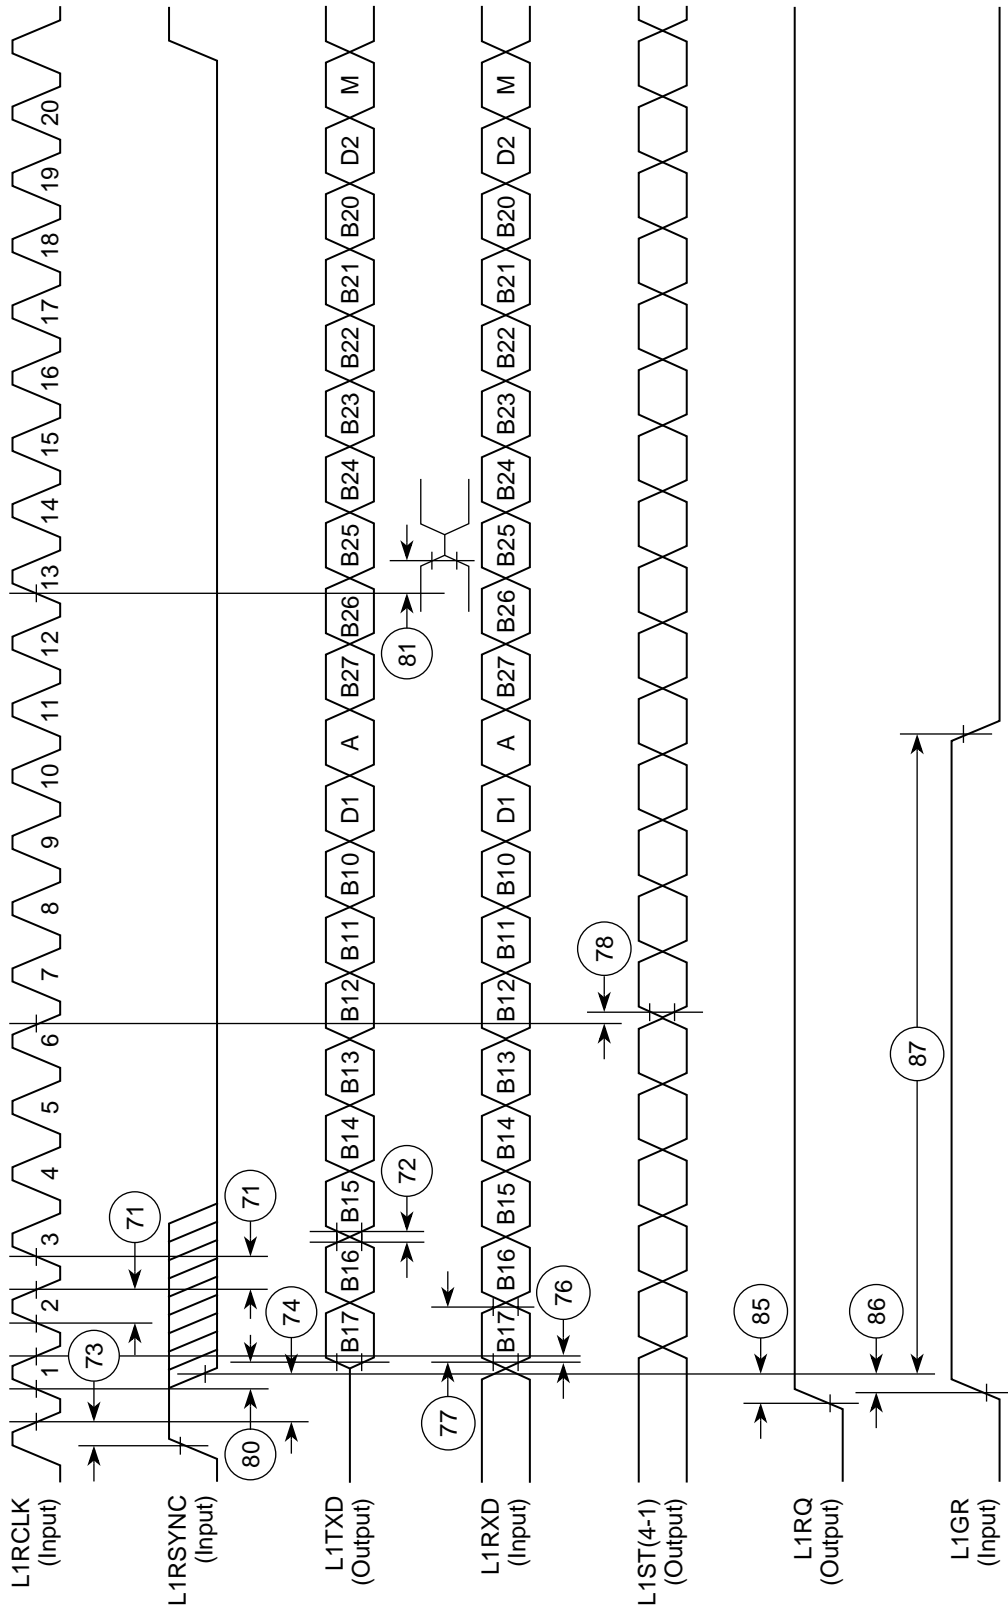 L1RCLK
(Input)
1 2 3 4 5 6 7 8 9 10 11 12 13 14 15 16 17 18 19 20
73
71
L1RSYNC
(Input)
71
80
74
L1TXD
(Output)
B17 B16 B15 B14 B13 B12 B11 B10 D1 A B27 B26 B25 B24 B23 B22 B21 B20 D2 M
72
81
77
L1RXD
(Input)
B17 B16 B15 B14 B13 B12 B11 B10 D1 A B27 B26 B25 B24 B23 B22 B21 B20 D2 M
76
78
L1ST(4-1)
(Output)
85
L1RQ
(Output)
86
87
L1GR
(Input)